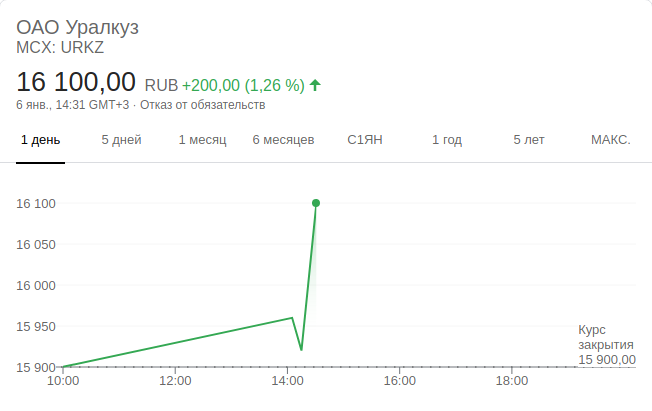 ОАО Уралкуз
MCX: URKZ
16 100,00 RUB +200,00 (1,26 %)
6 янв., 14:31 GMT+3 · Отказ от обязательств
1 день 5 дней 1 месяц 6 месяцев С1ЯН 1 год 5 лет МАКС.
16 100
16 050
16 000
15 950
15 900
Курс
закрытия
15 900,00
10:00 12:00 14:00 16:00 18:00